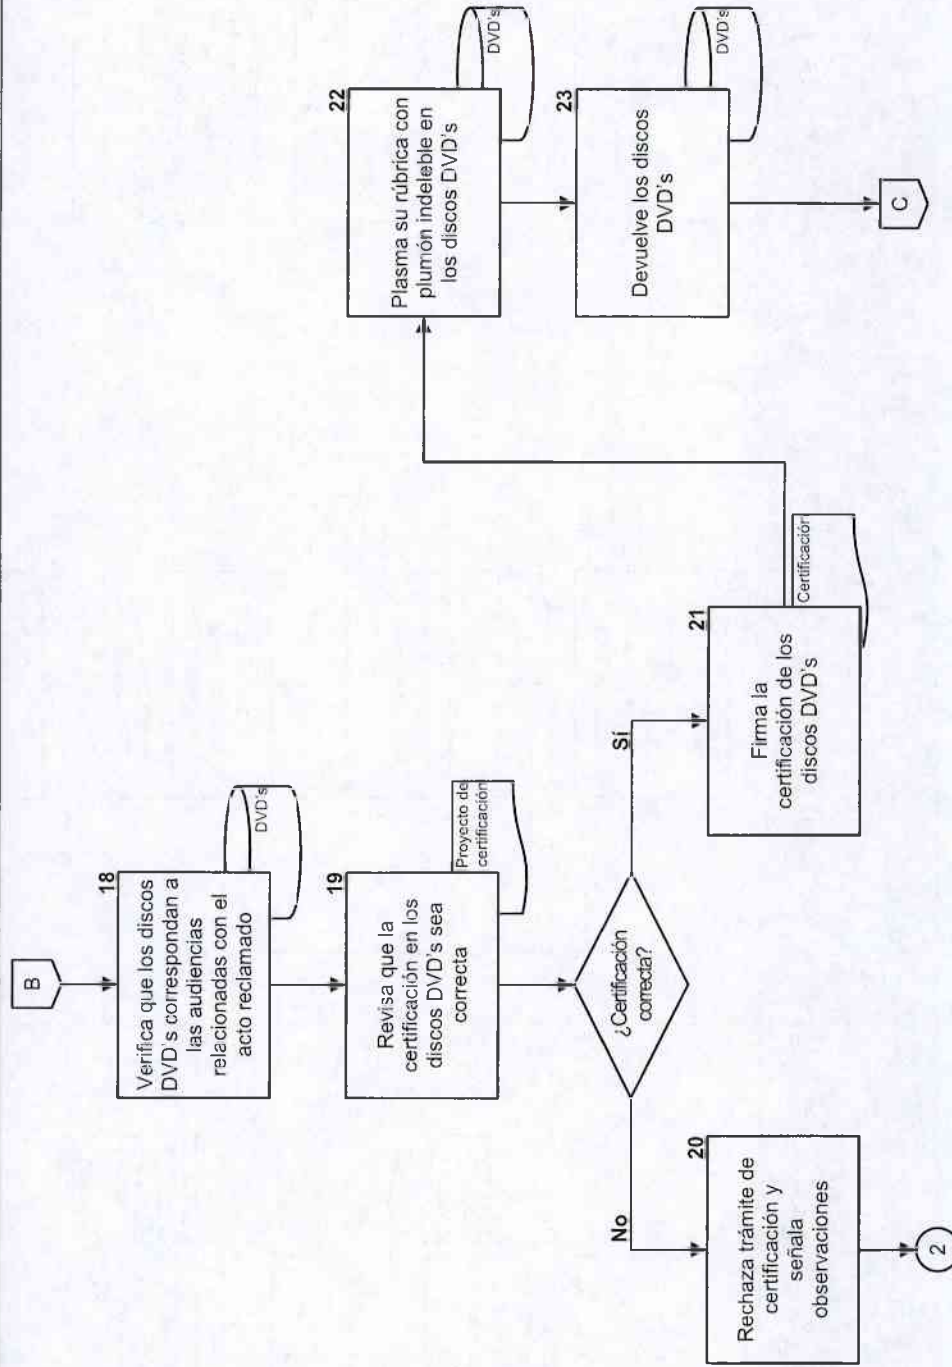 B
18
Verifica que los discos
DVD's correspondan a
las audiencias
relacionadas con el
acto reclamado
DVD's
19
Revisa que la
certificación en los
discos DVD's sea
correcta
Proyecto de
certificación
¿Certificación
correcta?
No
Sí
20
Rechaza trámite de
certificación y
señala
observaciones
2
21
Firma la
certificación de los
discos DVD's
Certificación
22
Plasma su rúbrica con
plumón indeleble en
los discos DVD's
DVD's
23
Devuelve los discos
DVD's
DVD's
C